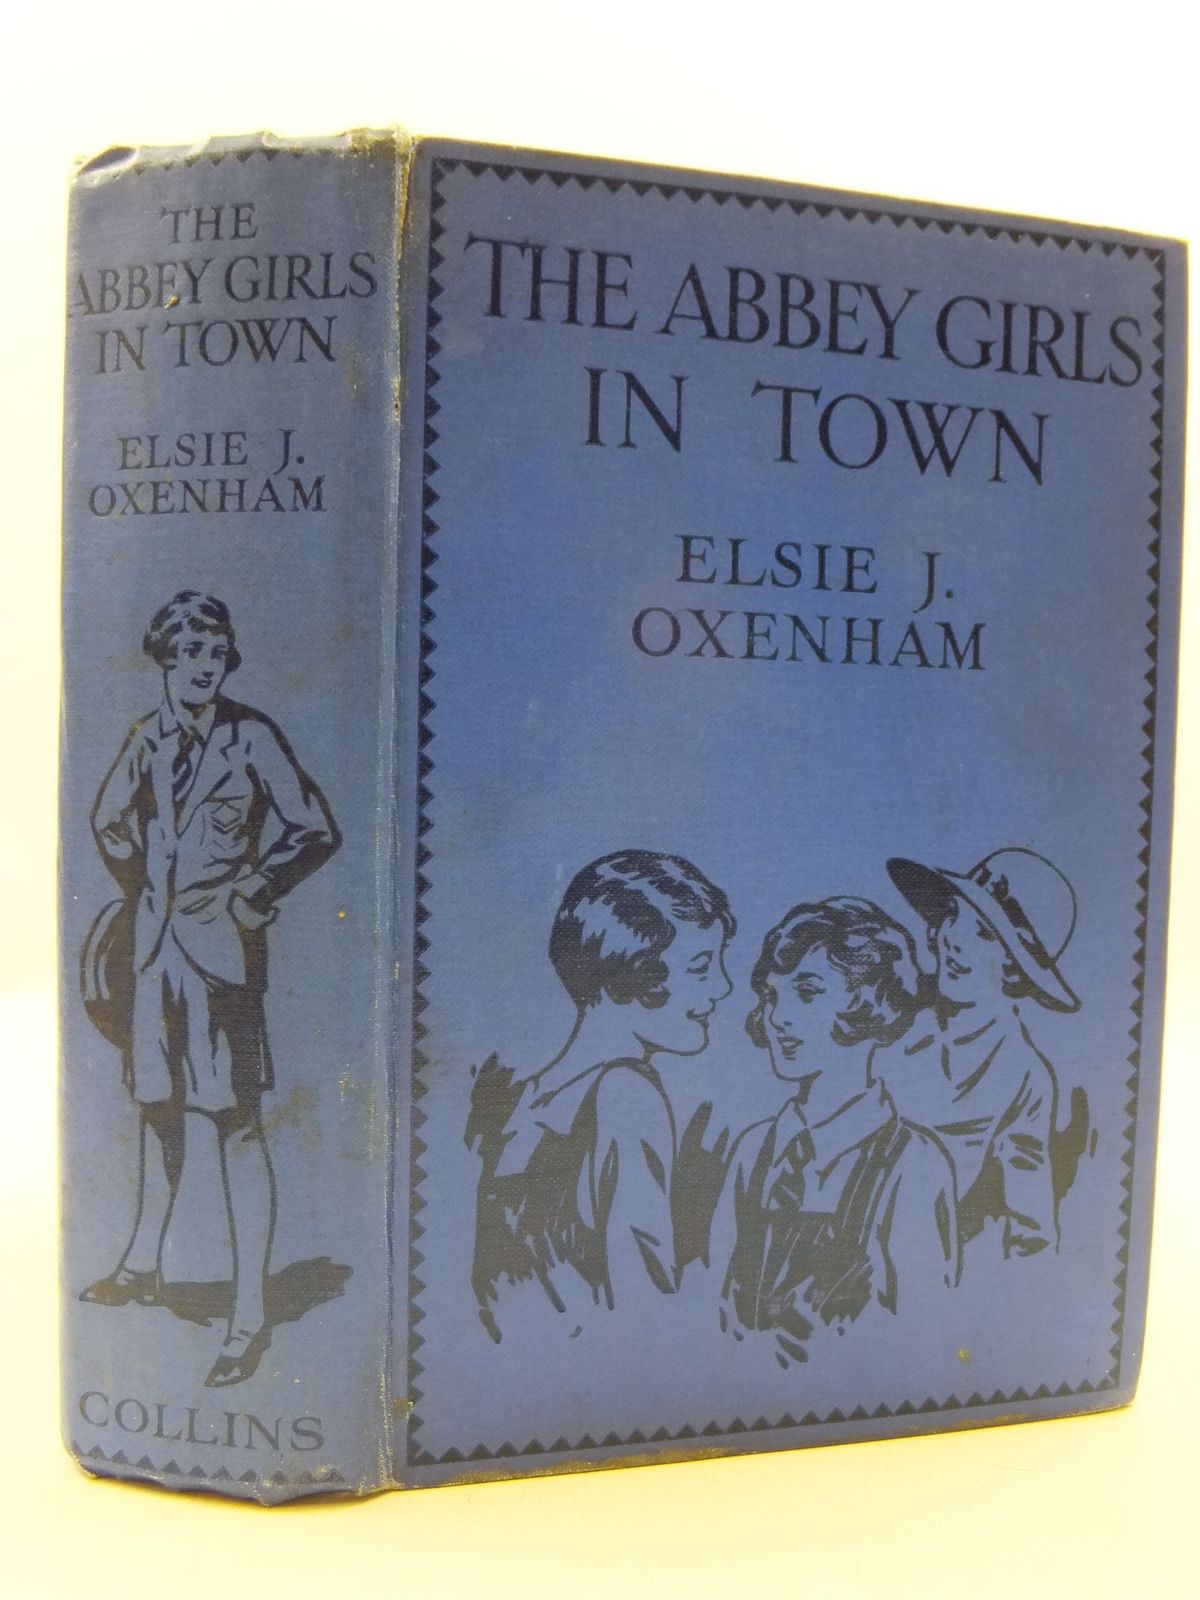 THE
ABBEY GIRLS
IN TOWN
ELSIE J.
OXENHAM
COLLINS
THE ABBEY GIRLS
IN TOWN
ELSIE J.
OXENHAM